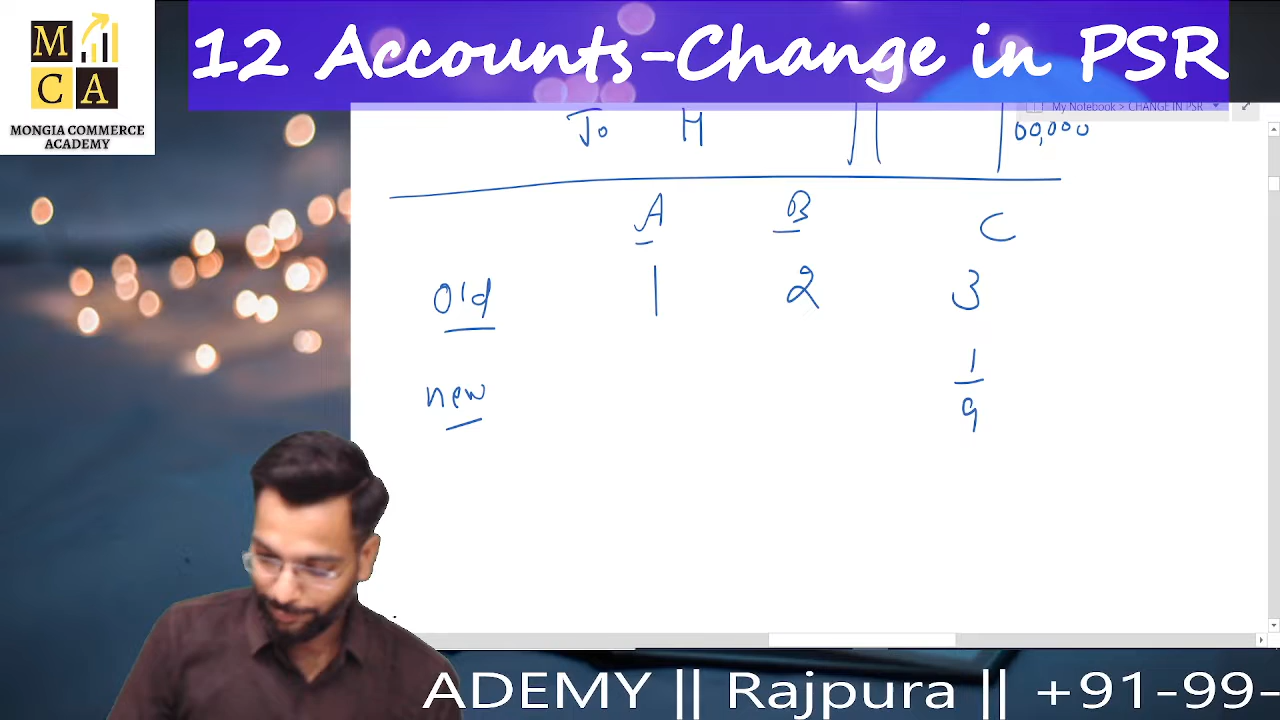 M
C A
MONGIA COMMERCE
ACADEMY
12 Accounts-Change in PSR
My Notebook > CHANGE IN PSR
To H 00,000
A B C
Old 1 2 3
new 1/9
ADEMY || Rajpura || +91-99-